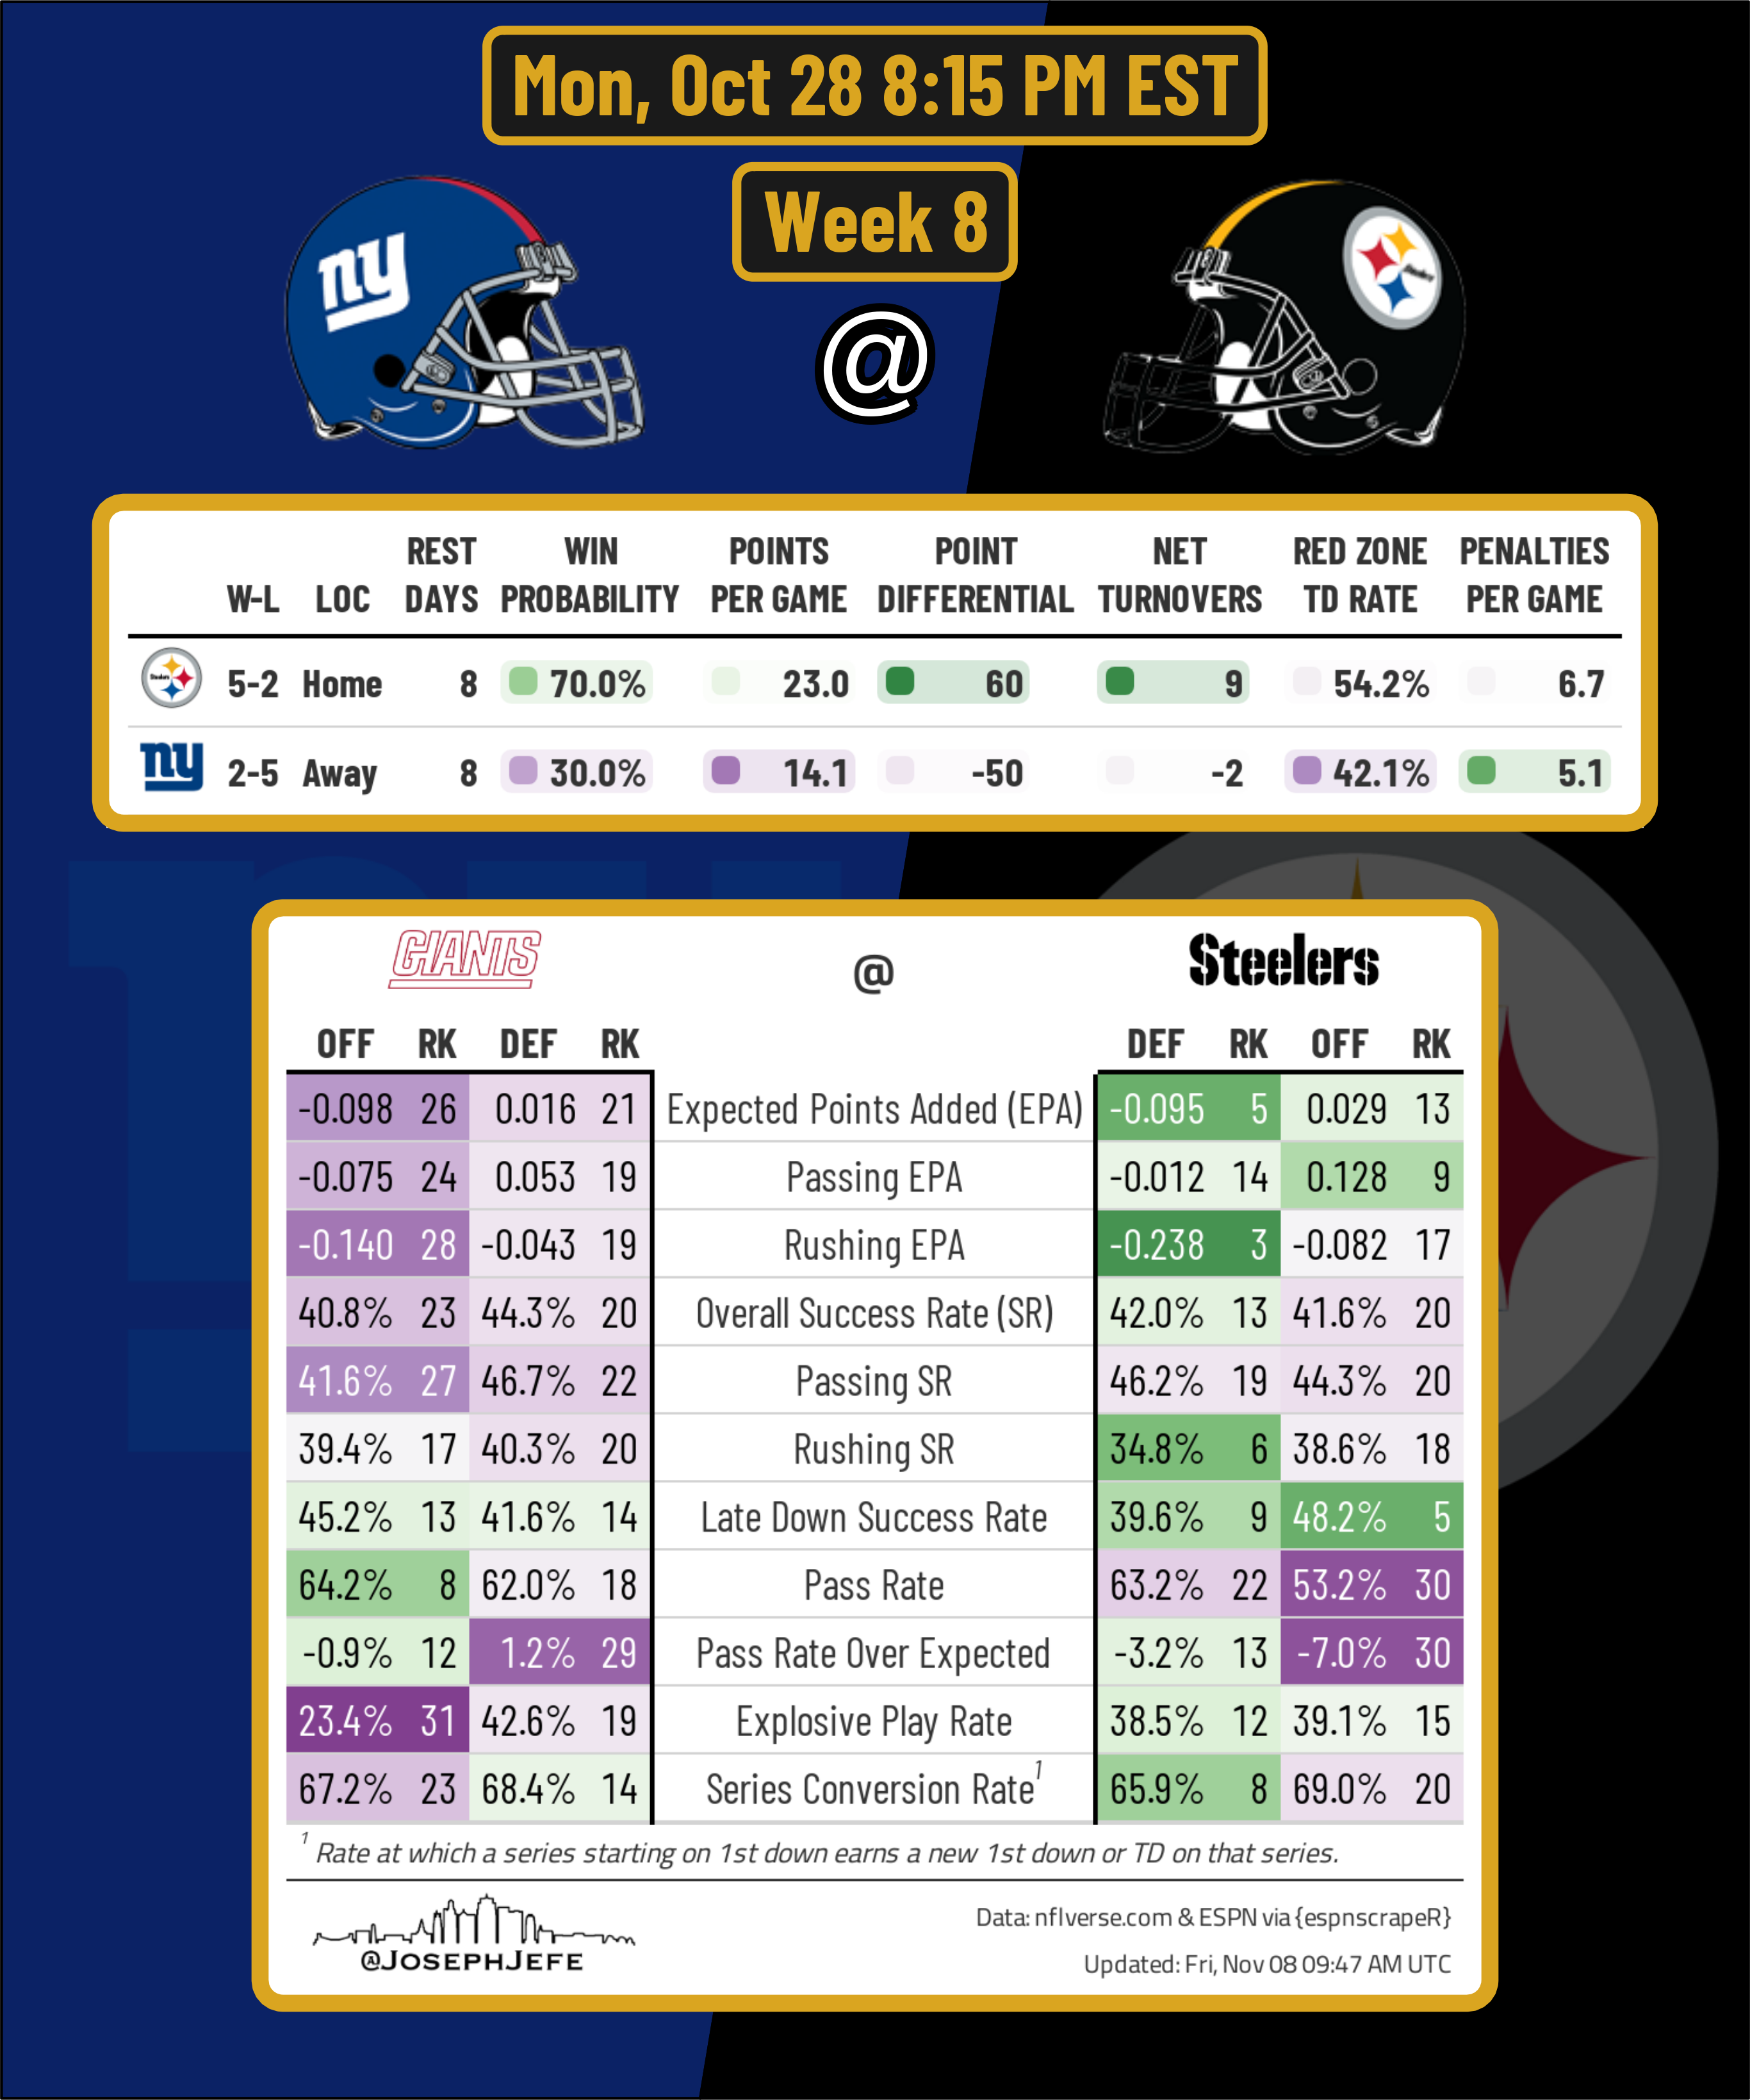 Mon, Oct 28 8:15 PM EST
Week 8
ny
@
Steelers
REST WIN POINTS POINT NET RED ZONE PENALTIES
W-L LOC DAYS PROBABILITY PER GAME DIFFERENTIAL TURNOVERS TD RATE PER GAME
Steelers 5-2 Home 8 70.0% 23.0 60 9 54.2% 6.7
ny 2-5 Away 8 30.0% 14.1 -50 -2 42.1% 5.1
GIANTS @ Steelers
OFF RK DEF RK DEF RK OFF RK
-0.098 26 0.016 21 Expected Points Added (EPA) -0.095 5 0.029 13
-0.075 24 0.053 19 Passing EPA -0.012 14 0.128 9
-0.140 28 -0.043 19 Rushing EPA -0.238 3 -0.082 17
40.8% 23 44.3% 20 Overall Success Rate (SR) 42.0% 13 41.6% 20
41.6% 27 46.7% 22 Passing SR 46.2% 19 44.3% 20
39.4% 17 40.3% 20 Rushing SR 34.8% 6 38.6% 18
45.2% 13 41.6% 14 Late Down Success Rate 39.6% 9 48.2% 5
64.2% 8 62.0% 18 Pass Rate 63.2% 22 53.2% 30
-0.9% 12 1.2% 29 Pass Rate Over Expected -3.2% 13 -7.0% 30
23.4% 31 42.6% 19 Explosive Play Rate 38.5% 12 39.1% 15
67.2% 23 68.4% 14 Series Conversion Rate¹ 65.9% 8 69.0% 20
¹ Rate at which a series starting on 1st down earns a new 1st down or TD on that series.
@JOSEPHJEFE
Data: nflverse.com & ESPN via {espnscrapeR}
Updated: Fri, Nov 08 09:47 AM UTC